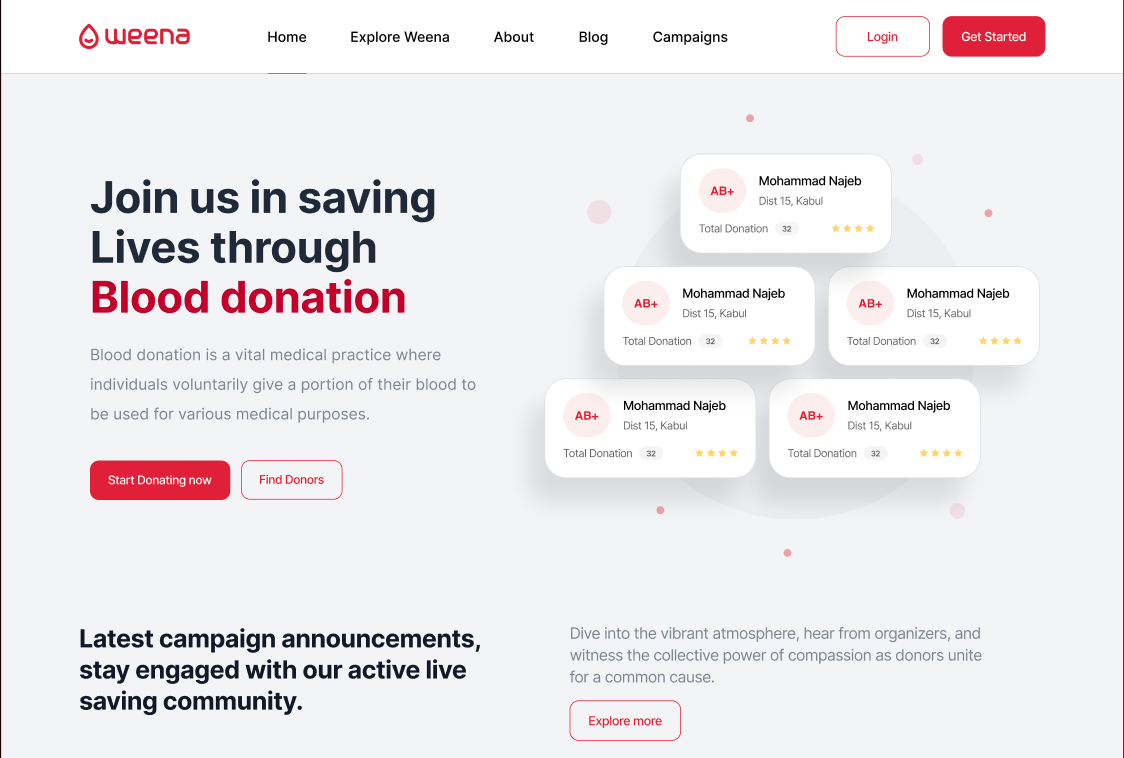 weena
Home
Explore Weena
About
Blog
Campaigns
Login
Get Started
Join us in saving
Lives through
Blood donation
Blood donation is a vital medical practice where
individuals voluntarily give a portion of their blood to
be used for various medical purposes.
Start Donating now
Find Donors
AB+
Mohammad Najeb
Dist 15, Kabul
Total Donation 32
AB+
Mohammad Najeb
Dist 15, Kabul
Total Donation 32
AB+
Mohammad Najeb
Dist 15, Kabul
Total Donation 32
AB+
Mohammad Najeb
Dist 15, Kabul
Total Donation 32
AB+
Mohammad Najeb
Dist 15, Kabul
Total Donation 32
Latest campaign announcements,
stay engaged with our active live
saving community.
Dive into the vibrant atmosphere, hear from organizers, and
witness the collective power of compassion as donors unite
for a common cause.
Explore more